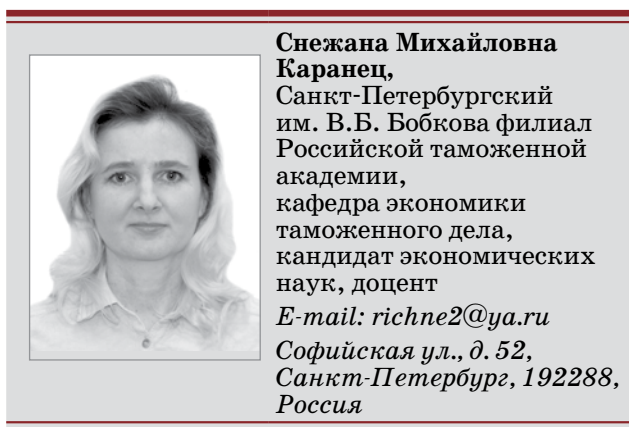 Снежана Михайловна
Каранец,
Санкт-Петербургский
им. В.Б. Бобкова филиал
Российской таможенной
академии,
кафедра экономики
таможенного дела,
кандидат экономических
наук, доцент
E-mail: richne2@ya.ru
Софийская ул., д. 52,
Санкт-Петербург, 192288,
Россия